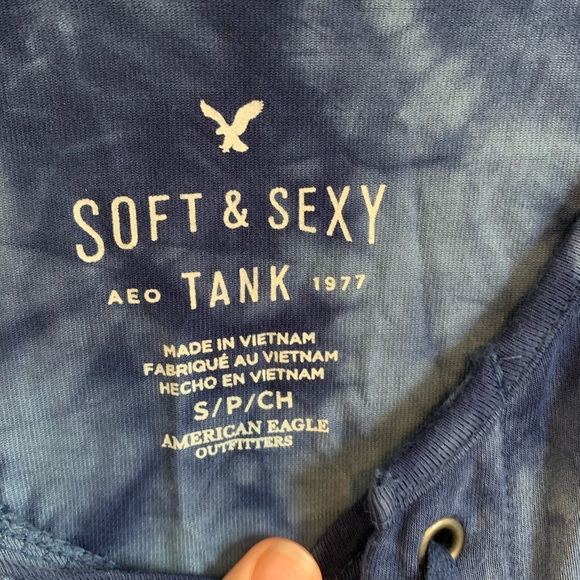 SOFT & SEXY
AEO TANK 1977
MADE IN VIETNAM
FABRIQUÉ AU VIETNAM
HECHO EN VIETNAM
S/P/CH
AMERICAN EAGLE
OUTFITTERS